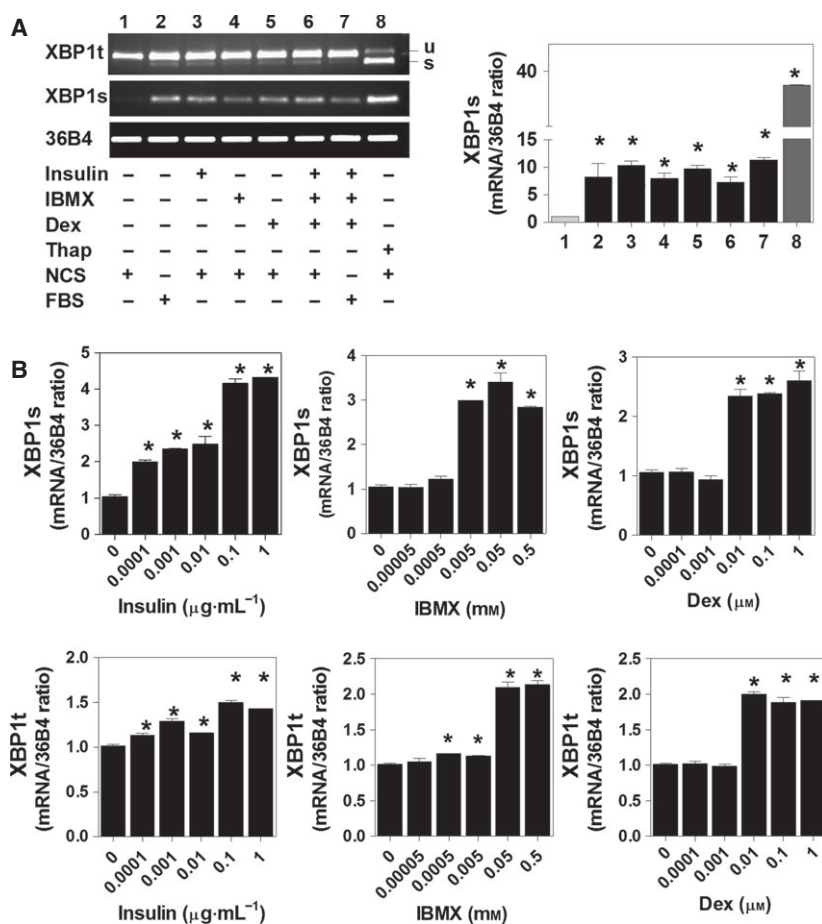 A
1 2 3 4 5 6 7 8
XBP1t
u
s
XBP1s
36B4
Insulin – – + – – + + –
IBMX – – – + – + + –
Dex – – – – + + + –
Thap – – – – – – – +
NCS + – + + + + – +
FBS – + – – – – + –
XBP1s
(mRNA/36B4 ratio)
40
15
10
5
0
* * * * * * *
1 2 3 4 5 6 7 8
B
XBP1s
(mRNA/36B4 ratio)
5
4
3
2
1
0
* * * * *
0 0.0001 0.001 0.01 0.1 1
Insulin (µg·mL−1)
XBP1s
(mRNA/36B4 ratio)
4
3
2
1
0
* * *
0 0.00005 0.0005 0.005 0.05 0.5
IBMX (mM)
XBP1s
(mRNA/36B4 ratio)
3
2
1
0
* * *
0 0.0001 0.001 0.01 0.1 1
Dex (µM)
XBP1t
(mRNA/36B4 ratio)
2.0
1.5
1.0
0.5
0.0
* * * * *
0 0.0001 0.001 0.01 0.1 1
Insulin (µg·mL−1)
XBP1t
(mRNA/36B4 ratio)
2.5
2.0
1.5
1.0
0.5
0.0
* * * *
0 0.00005 0.0005 0.005 0.05 0.5
IBMX (mM)
XBP1t
(mRNA/36B4 ratio)
2.5
2.0
1.5
1.0
0.5
0.0
* * *
0 0.0001 0.001 0.01 0.1 1
Dex (µM)